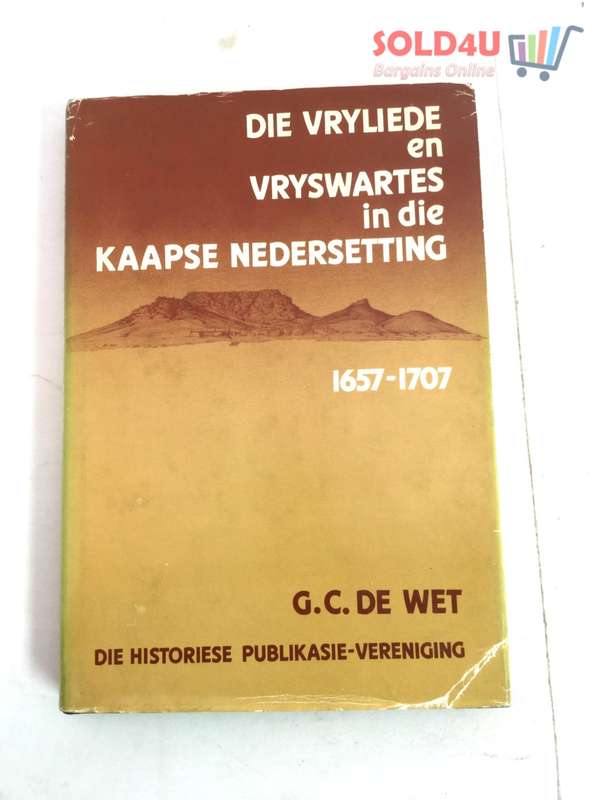 SOLD4U
Bargains Online
DIE VRYLIEDE
en
VRYSWARTES
in die
KAAPSE NEDERSETTING
1657-1707
G.C. DE WET
DIE HISTORIESE PUBLIKASIE-VERENIGING